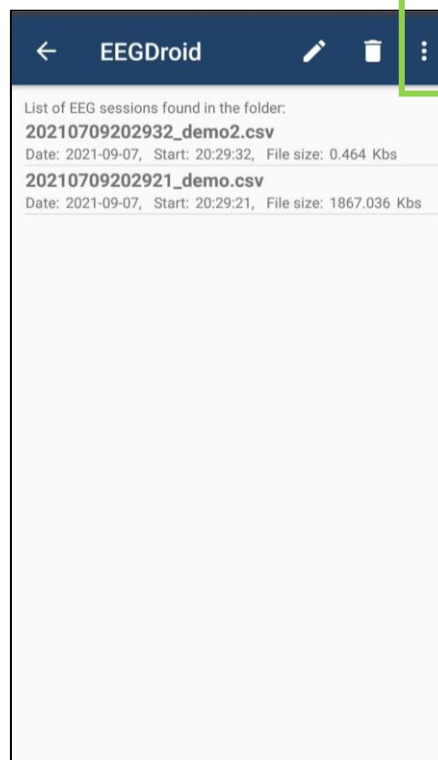 EEGDroid
List of EEG sessions found in the folder:
20210709202932_demo2.csv
Date: 2021-09-07, Start: 20:29:32, File size: 0.464 Kbs
20210709202921_demo.csv
Date: 2021-09-07, Start: 20:29:21, File size: 1867.036 Kbs